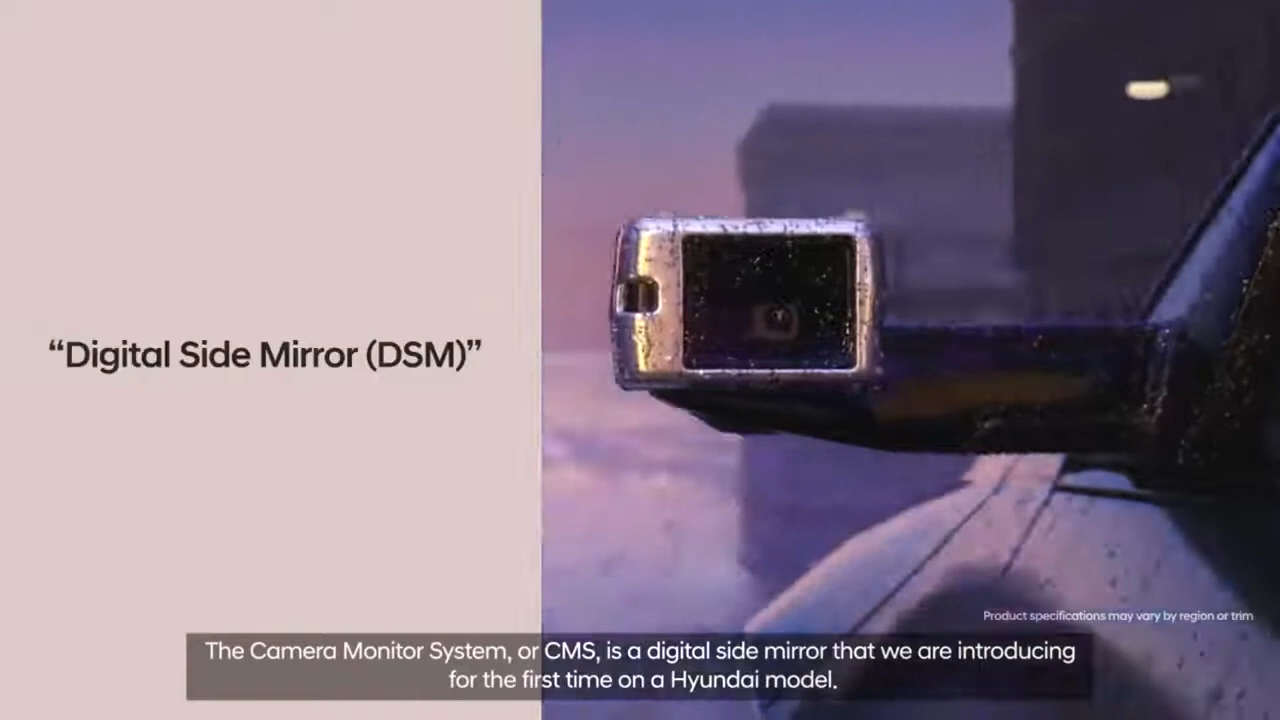 “Digital Side Mirror (DSM)”
Product specifications may vary by region or trim
The Camera Monitor System, or CMS, is a digital side mirror that we are introducing
for the first time on a Hyundai model.